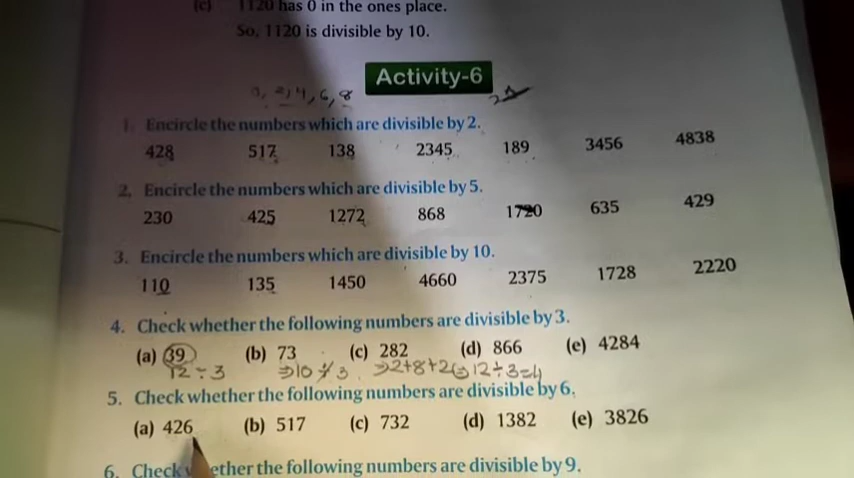 (c) 1120 has 0 in the ones place.
So, 1120 is divisible by 10.
Activity-6
0, 2, 4, 6, 8
1. Encircle the numbers which are divisible by 2.
428 517 138 2345 189 3456 4838
2. Encircle the numbers which are divisible by 5.
230 425 1272 868 1720 635 429
3. Encircle the numbers which are divisible by 10.
110 135 1450 4660 2375 1728 2220
4. Check whether the following numbers are divisible by 3.
(a) 39 (b) 73 (c) 282 (d) 866 (e) 4284
12 ÷ 3 ⇒10 ÷ 3 ⇒2+8+2⇒12÷3=4
5. Check whether the following numbers are divisible by 6.
(a) 426 (b) 517 (c) 732 (d) 1382 (e) 3826
6. Check ether the following numbers are divisible by 9.